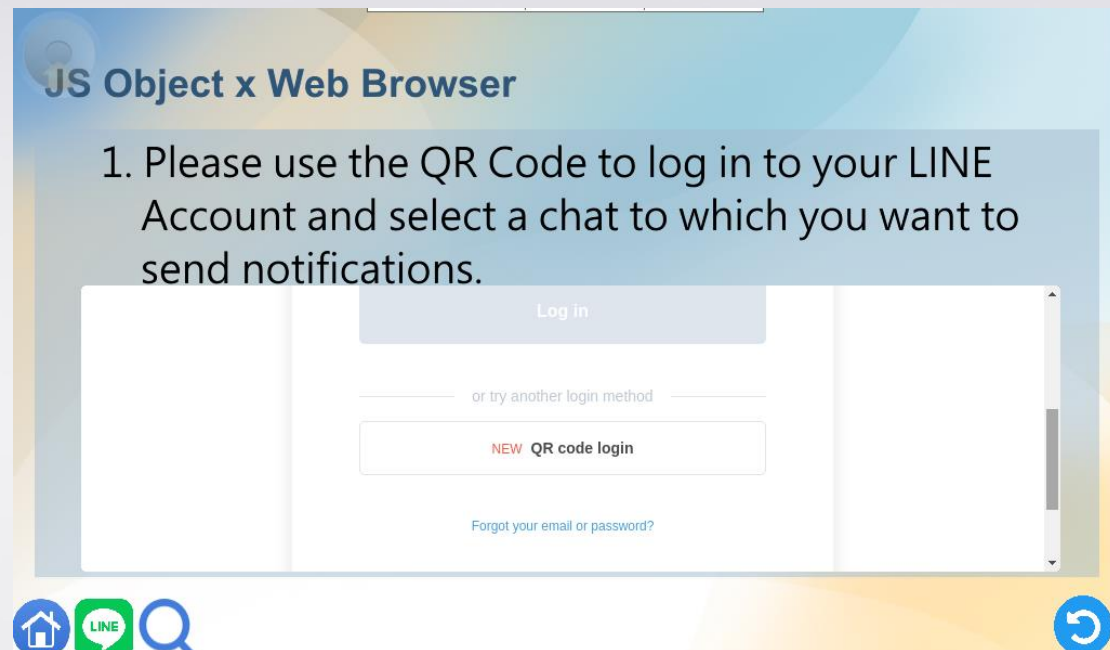 JS Object x Web Browser
1. Please use the QR Code to log in to your LINE
Account and select a chat to which you want to
send notifications.
Log in
or try another login method
NEW QR code login
Forgot your email or password?
LINE